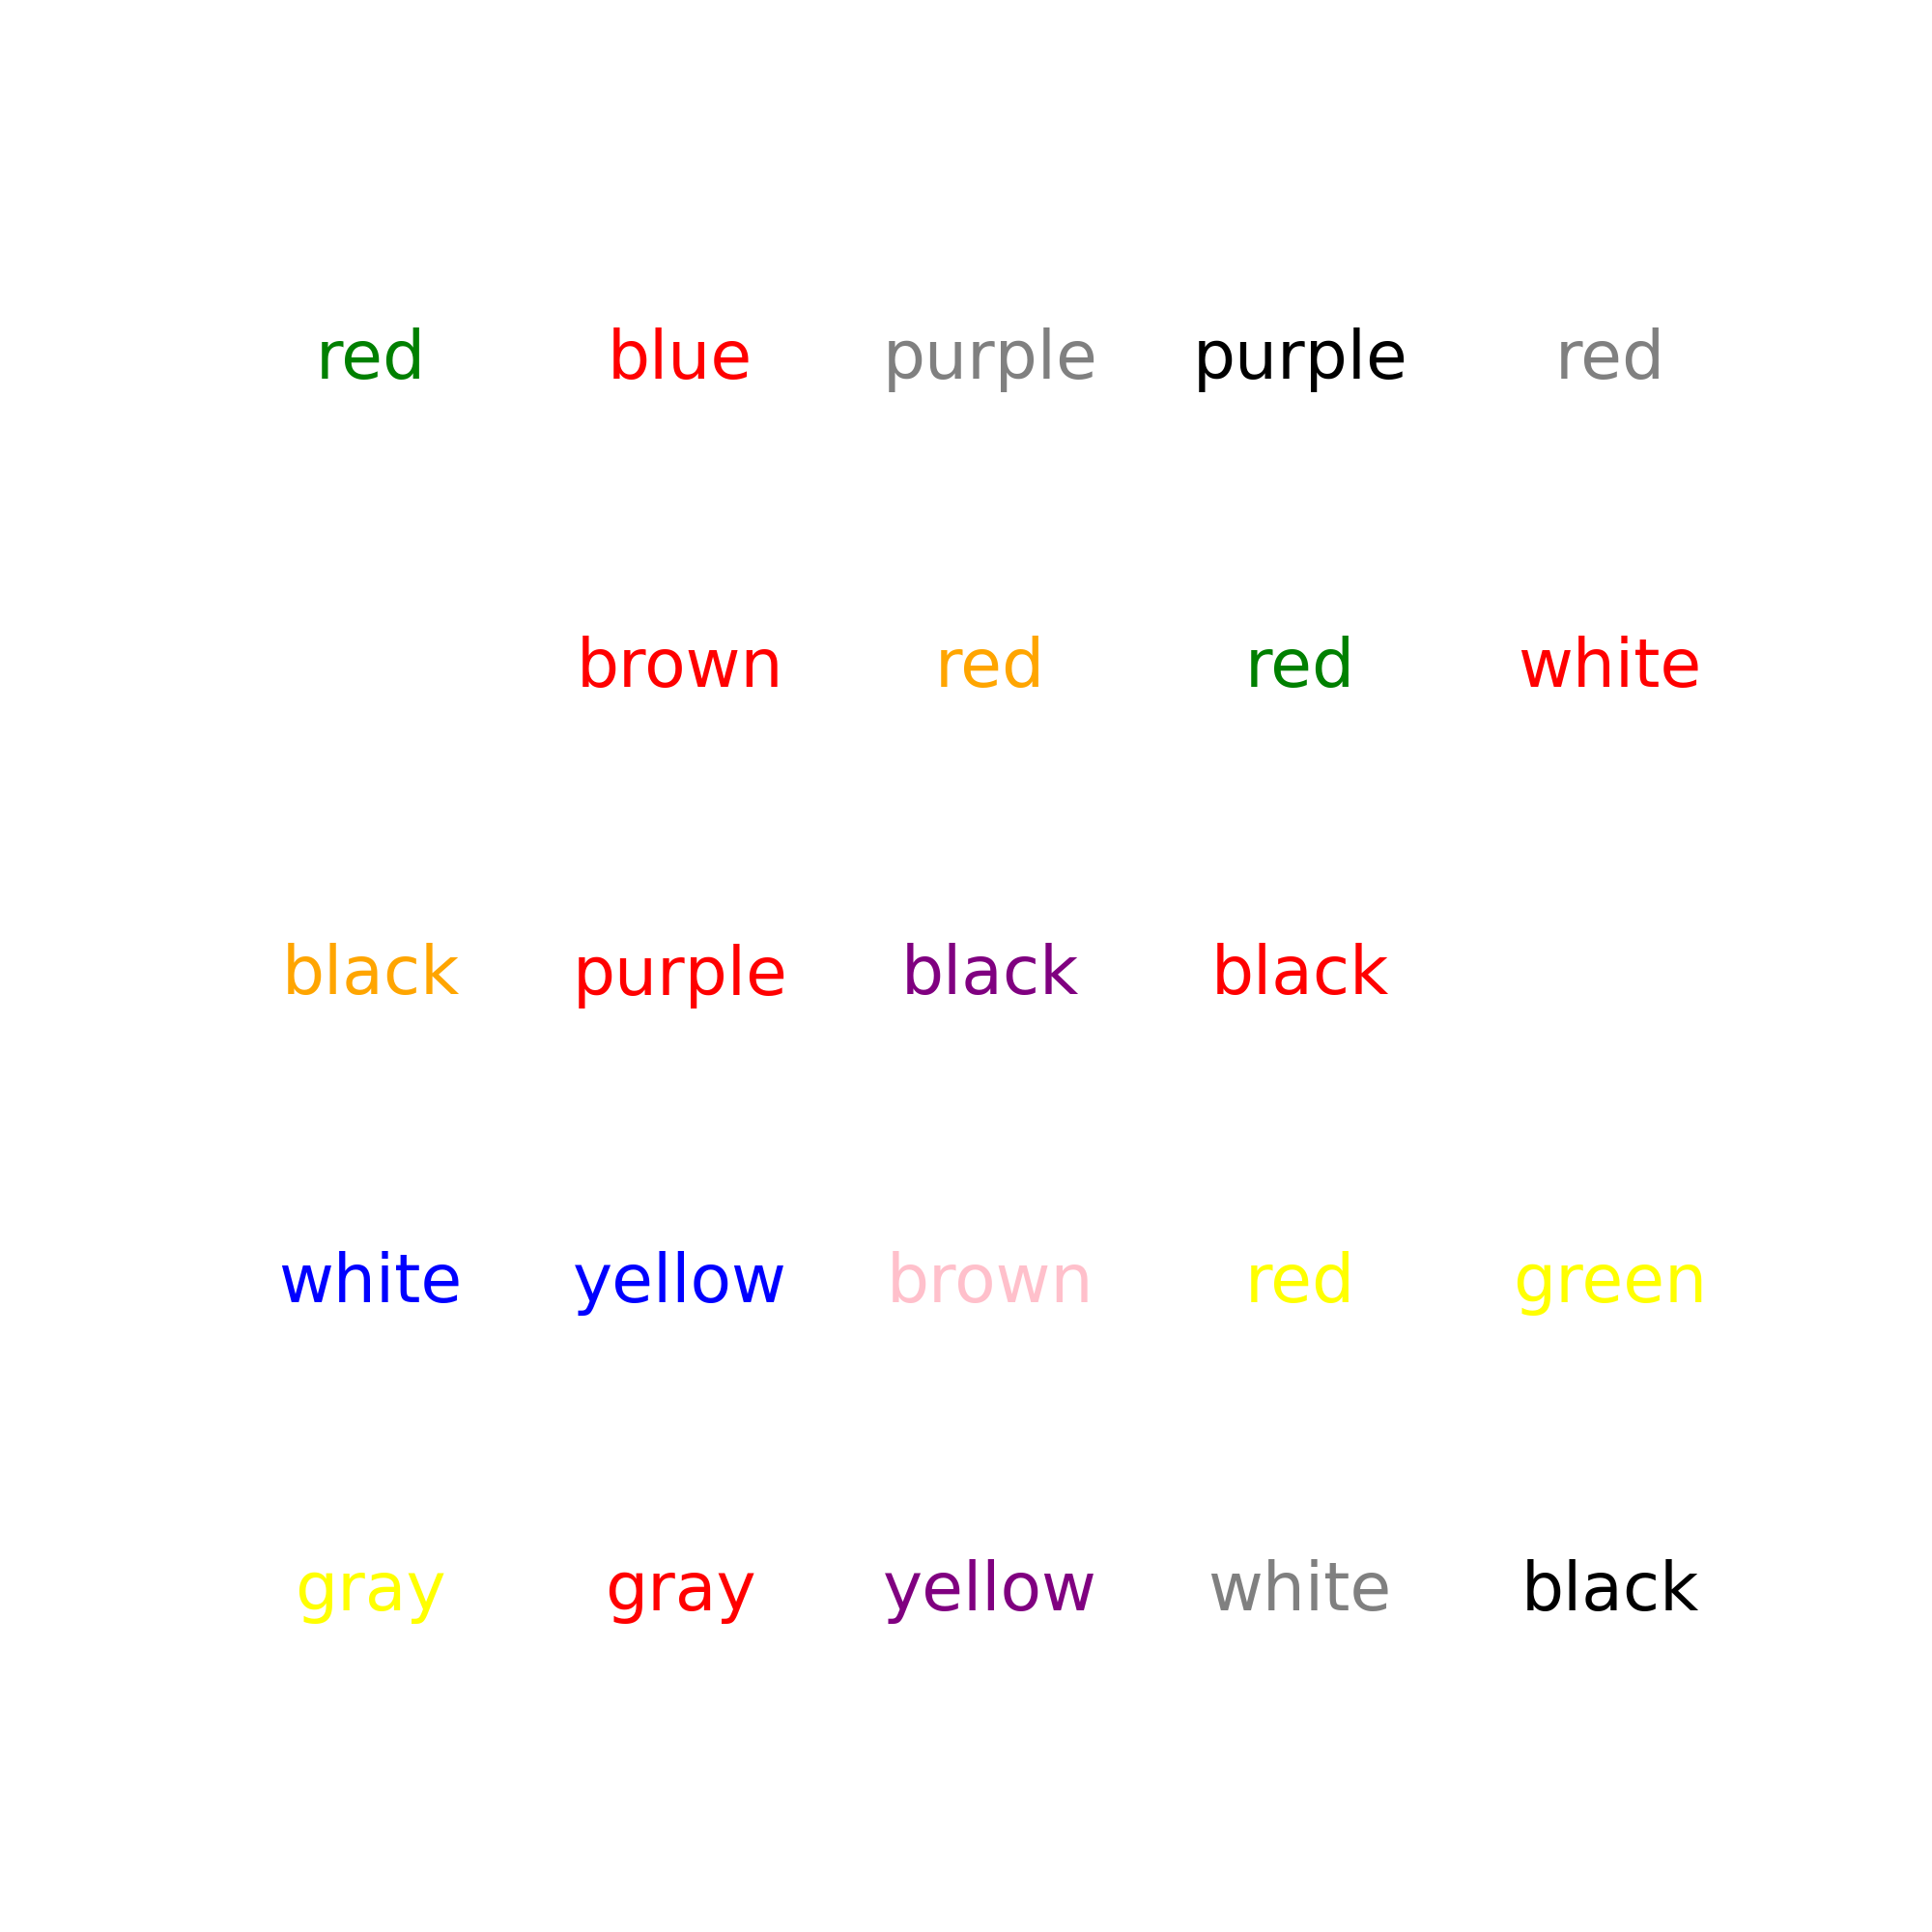 red blue purple purple red
brown red red white
black purple black black
white yellow brown red green
gray gray yellow white black